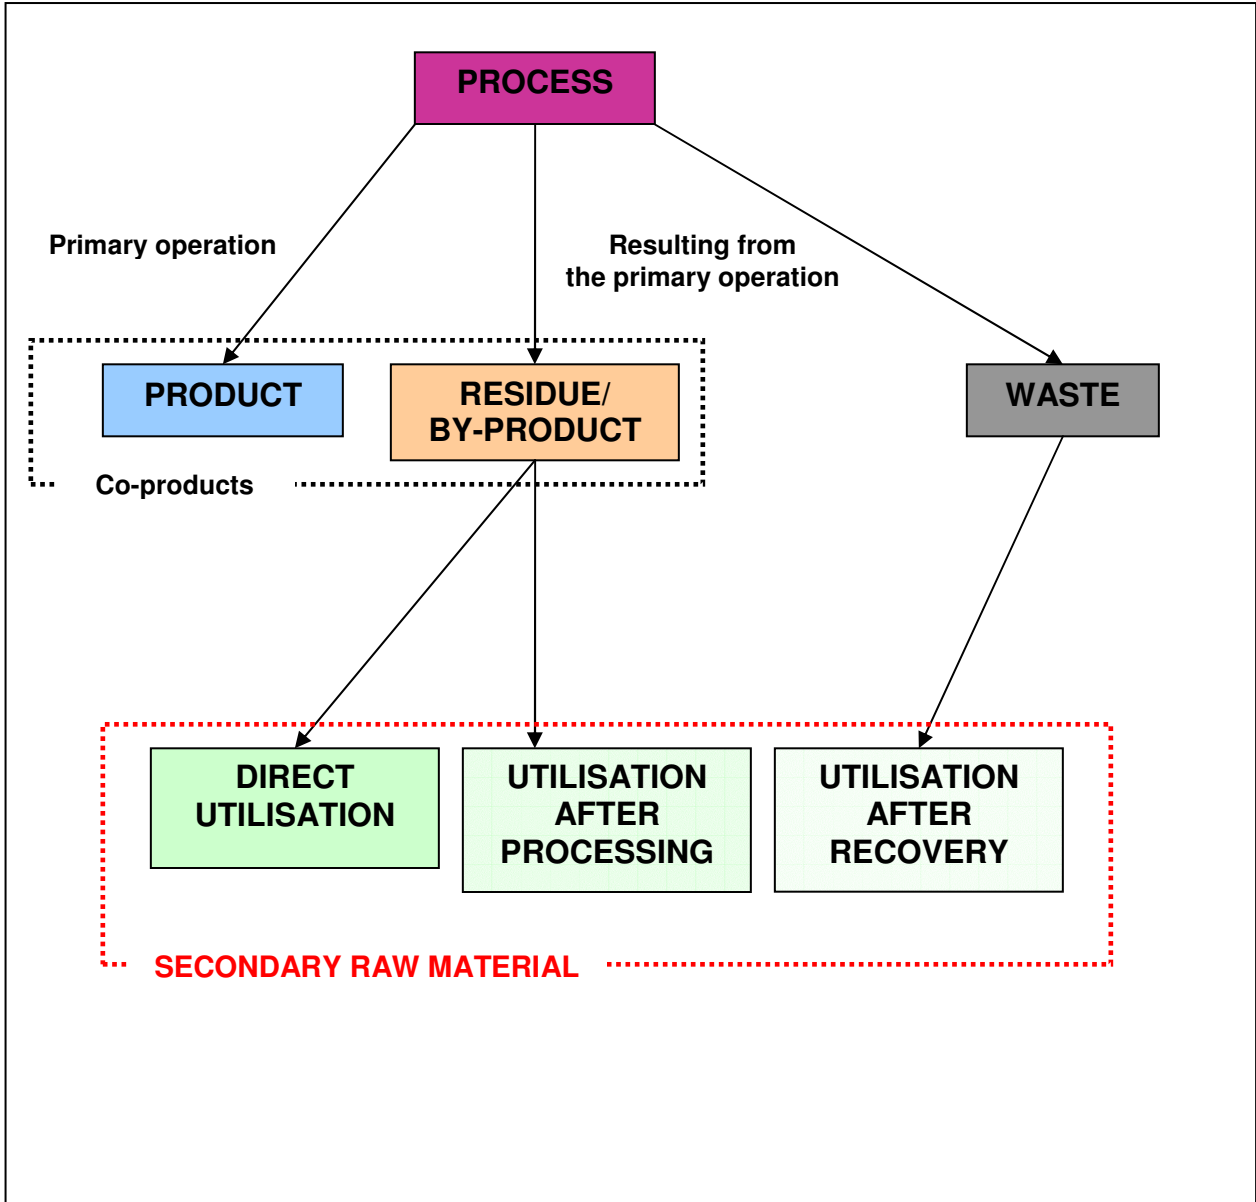 PROCESS
Primary operation
Resulting from
the primary operation
PRODUCT
RESIDUE/
BY-PRODUCT
WASTE
Co-products
DIRECT
UTILISATION
UTILISATION
AFTER
PROCESSING
UTILISATION
AFTER
RECOVERY
SECONDARY RAW MATERIAL